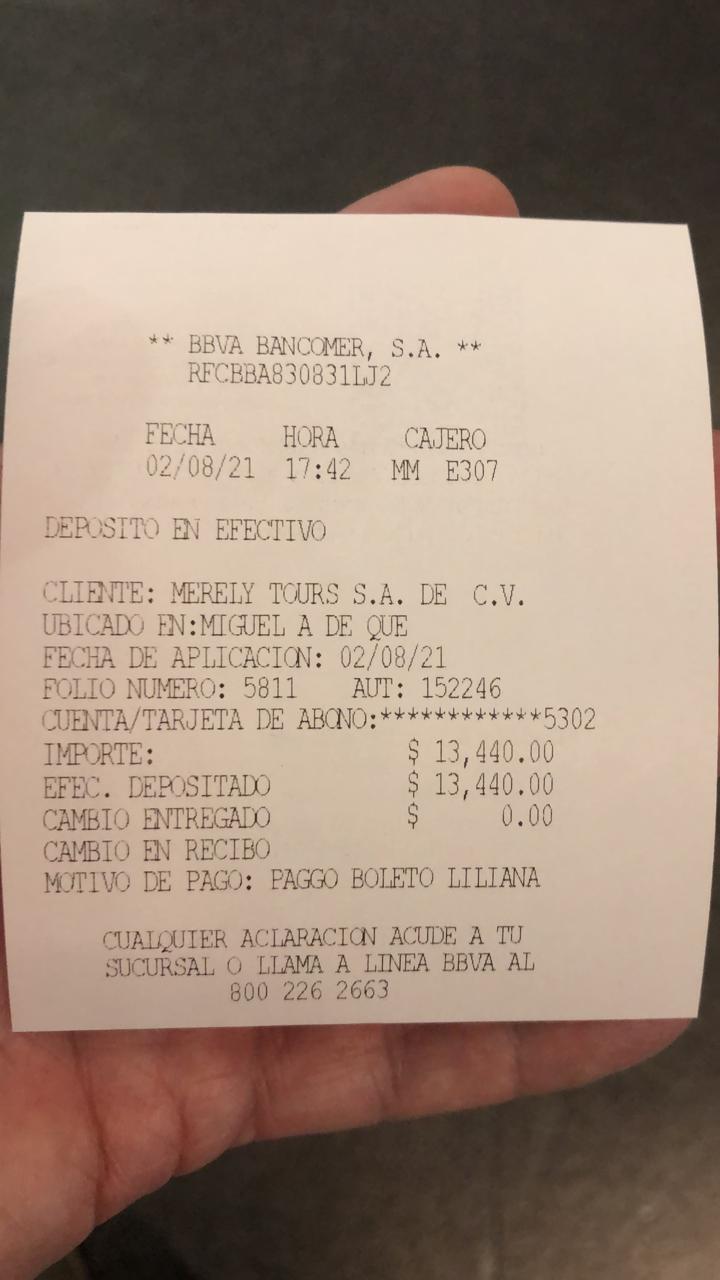 ** BBVA BANCOMER, S.A. **
RFCBBA830831LJ2
FECHA HORA CAJERO
02/08/21 17:42 MM E307
DEPOSITO EN EFECTIVO
CLIENTE: MERELY TOURS S.A. DE C.V.
UBICADO EN:MIGUEL A DE QUE
FECHA DE APLICACION: 02/08/21
FOLIO NUMERO: 5811 AUT: 152246
CUENTA/TARJETA DE ABONO:************5302
IMPORTE: $ 13,440.00
EFEC. DEPOSITADO $ 13,440.00
CAMBIO ENTREGADO $ 0.00
CAMBIO EN RECIBO
MOTIVO DE PAGO: PAGGO BOLETO LILIANA
CUALQUIER ACLARACION ACUDE A TU
SUCURSAL O LLAMA A LINEA BBVA AL
800 226 2663